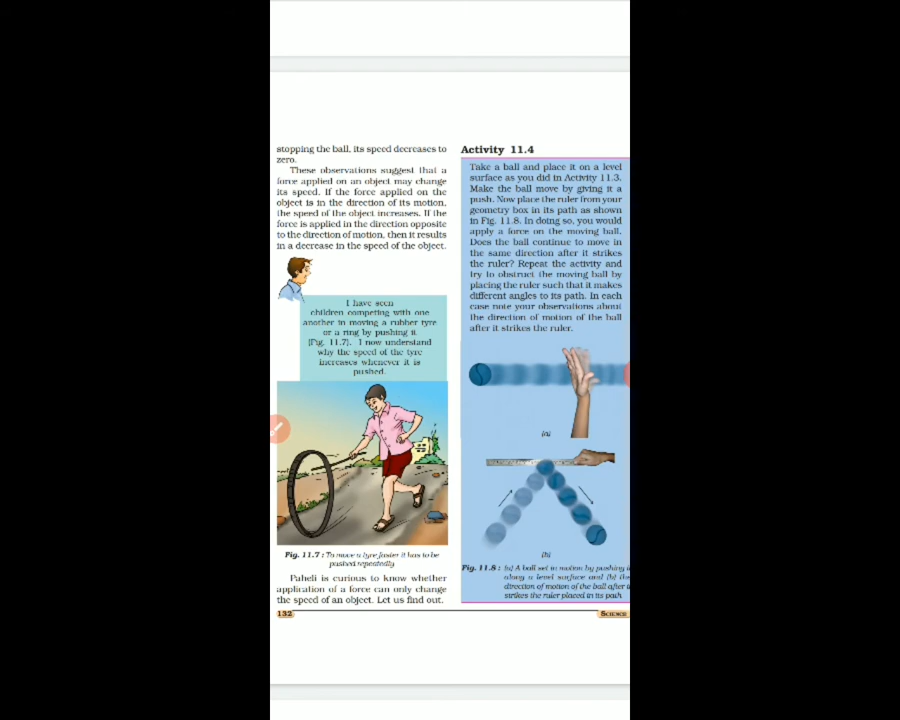 stopping the ball, its speed decreases to
zero.
These observations suggest that a
force applied on an object may change
its speed. If the force applied on the
object is in the direction of its motion,
the speed of the object increases. If the
force is applied in the direction opposite
to the direction of motion, then it results
in a decrease in the speed of the object.
I have seen
children competing with one
another in moving a rubber tyre
or a ring by pushing it
(Fig. 11.7). I now understand
why the speed of the tyre
increases whenever it is
pushed.
Fig. 11.7 : To move a tyre faster it has to be
pushed repeatedly
Paheli is curious to know whether
application of a force can only change
the speed of an object. Let us find out.
132
Activity 11.4
Take a ball and place it on a level
surface as you did in Activity 11.3.
Make the ball move by giving it a
push. Now place the ruler from your
geometry box in its path as shown
in Fig. 11.8. In doing so, you would
apply a force on the moving ball.
Does the ball continue to move in
the same direction after it strikes
the ruler? Repeat the activity and
try to obstruct the moving ball by
placing the ruler such that it makes
different angles to its path. In each
case note your observations about
the direction of motion of the ball
after it strikes the ruler.
(a)
(b)
Fig. 11.8 : (a) A ball set in motion by pushing
along a level surface and (b)
direction of motion of the ball after
strikes the ruler placed in its path
SCIENCE